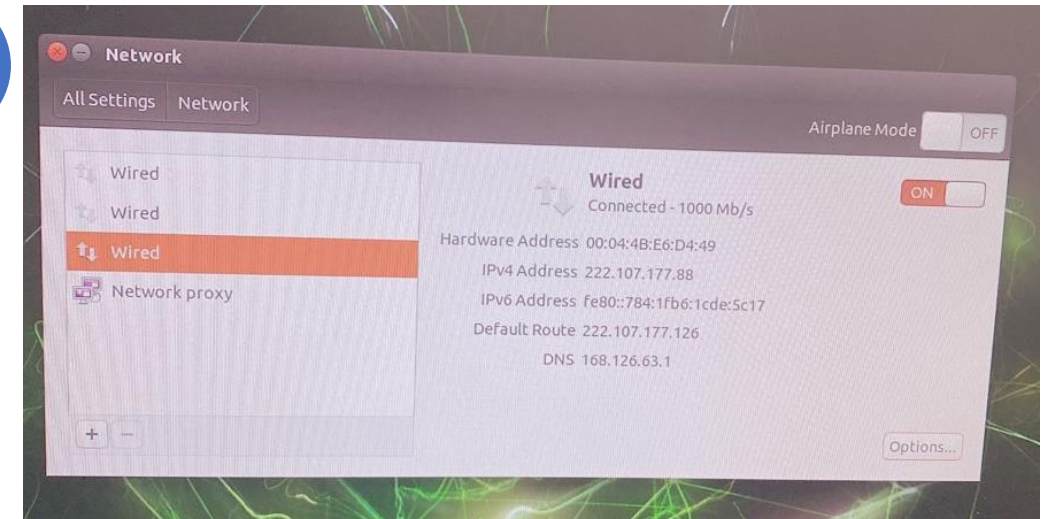 Network
All Settings Network
Airplane Mode OFF
Wired
Wired
Wired
Network proxy
+ −
Wired
ON
Connected - 1000 Mb/s
Hardware Address 00:04:4B:E6:D4:49
IPv4 Address 222.107.177.88
IPv6 Address fe80::784:1fb6:1cde:5c17
Default Route 222.107.177.126
DNS 168.126.63.1
Options...